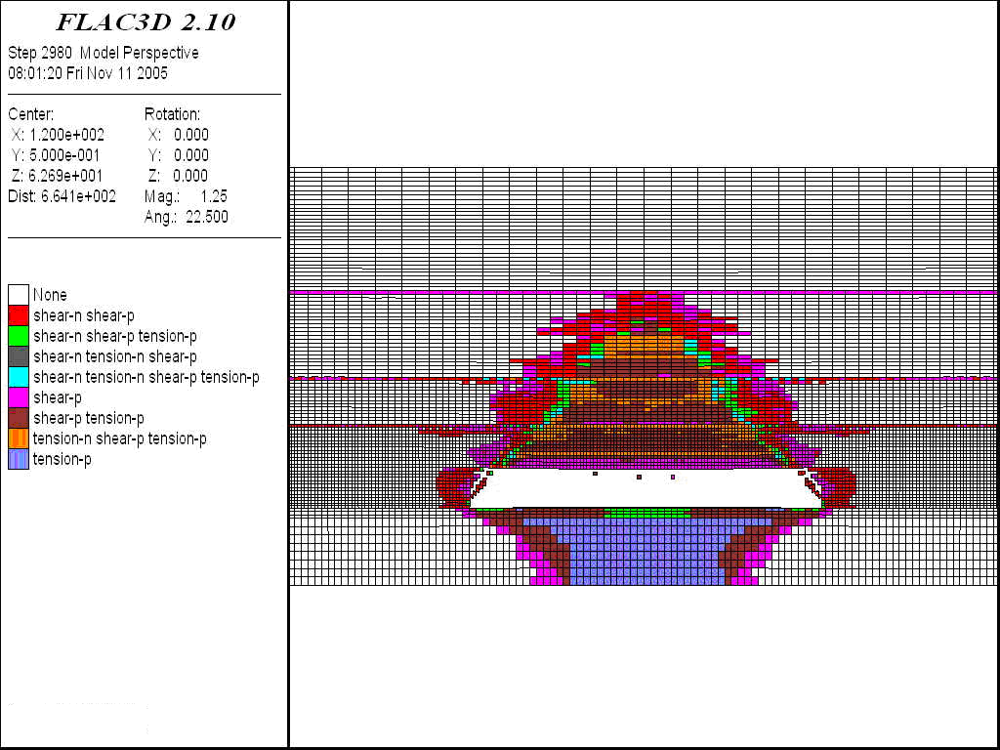 FLAC3D 2.10
Step 2980 Model Perspective
08:01:20 Fri Nov 11 2005
Center: Rotation:
X: 1.200e+002 X: 0.000
Y: 5.000e-001 Y: 0.000
Z: 6.269e+001 Z: 0.000
Dist: 6.641e+002 Mag.: 1.25
Ang.: 22.500
None
shear-n shear-p
shear-n shear-p tension-p
shear-n tension-n shear-p
shear-n tension-n shear-p tension-p
shear-p
shear-p tension-p
tension-n shear-p tension-p
tension-p